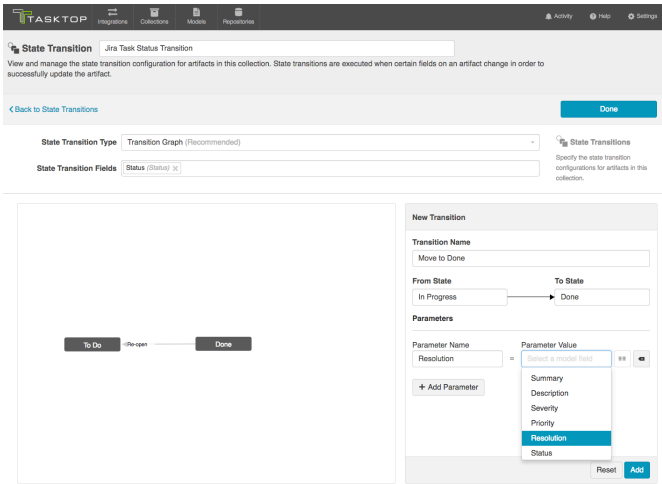 TASKTOP
Integrations
Collections
Models
Repositories
Activity
Help
Settings
State Transition
Jira Task Status Transition
View and manage the state transition configuration for artifacts in this collection. State transitions are executed when certain fields on an artifact change in order to
successfully update the artifact.
Back to State Transitions
Done
State Transition Type
Transition Graph (Recommended)
State Transition Fields
Status (Status)
State Transitions
Specify the state transition
configurations for artifacts in this
collection.
To Do
Re-open
Done
New Transition
Transition Name
Move to Done
From State
To State
In Progress
Done
Parameters
Parameter Name
Parameter Value
Resolution
=
Select a model field
+ Add Parameter
Summary
Description
Severity
Priority
Resolution
Status
Reset
Add